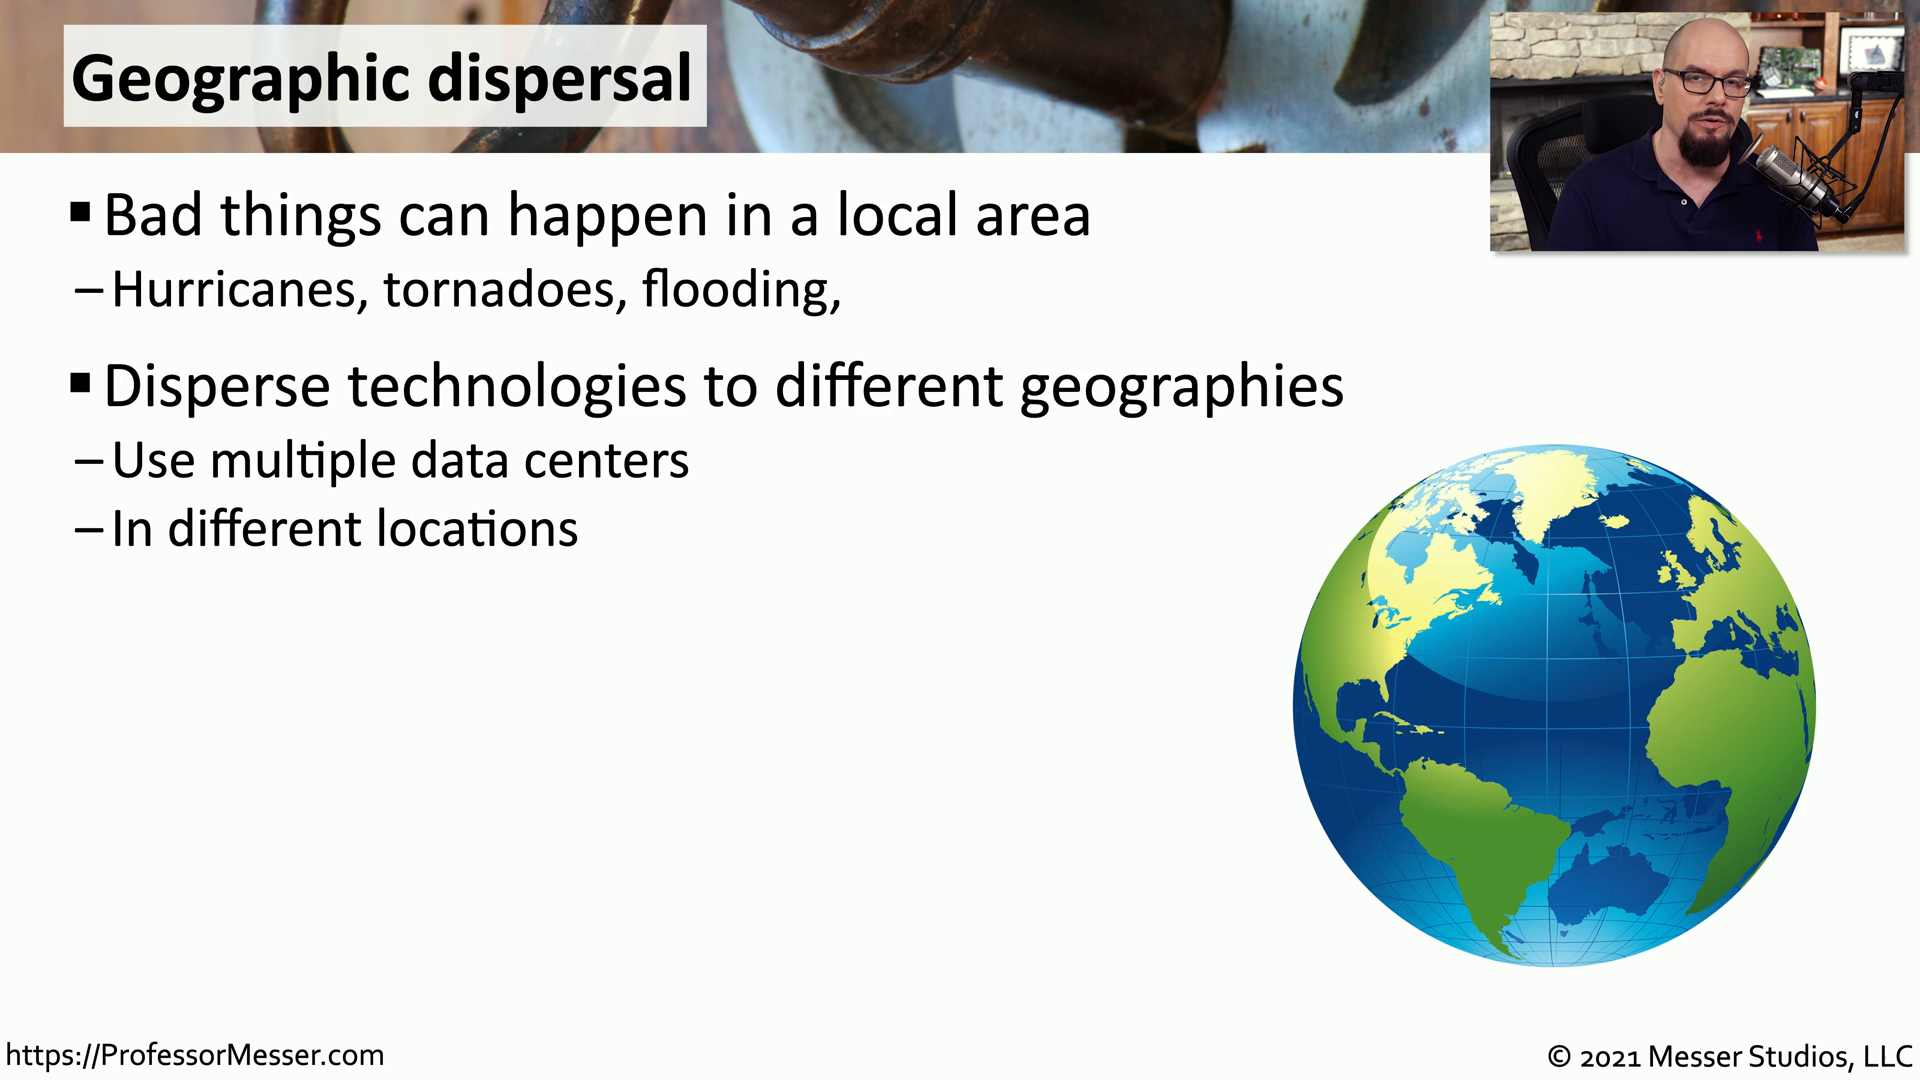 Geographic dispersal
▪ Bad things can happen in a local area
– Hurricanes, tornadoes, flooding,
▪ Disperse technologies to different geographies
– Use multiple data centers
– In different locations
https://ProfessorMesser.com
© 2021 Messer Studios, LLC